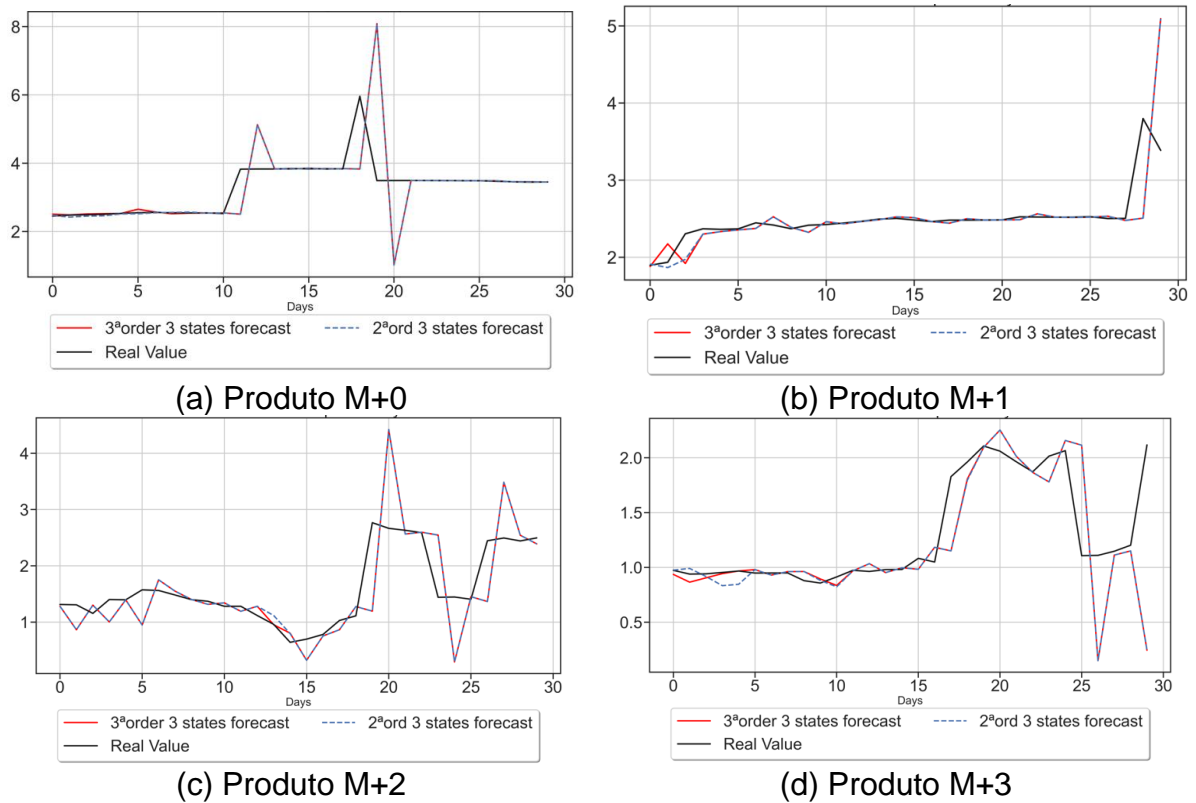 8
6
4
2
0 5 10 15 20 25 30
Days
3ªorder 3 states forecast 2ªord 3 states forecast
Real Value
(a) Produto M+0
5
4
3
2
0 5 10 15 20 25 30
Days
3ªorder 3 states forecast 2ªord 3 states forecast
Real Value
(b) Produto M+1
4
3
2
1
0 5 10 15 20 25 30
Days
3ªorder 3 states forecast 2ªord 3 states forecast
Real Value
(c) Produto M+2
2.0
1.5
1.0
0.5
0 5 10 15 20 25 30
Days
3ªorder 3 states forecast 2ªord 3 states forecast
Real Value
(d) Produto M+3